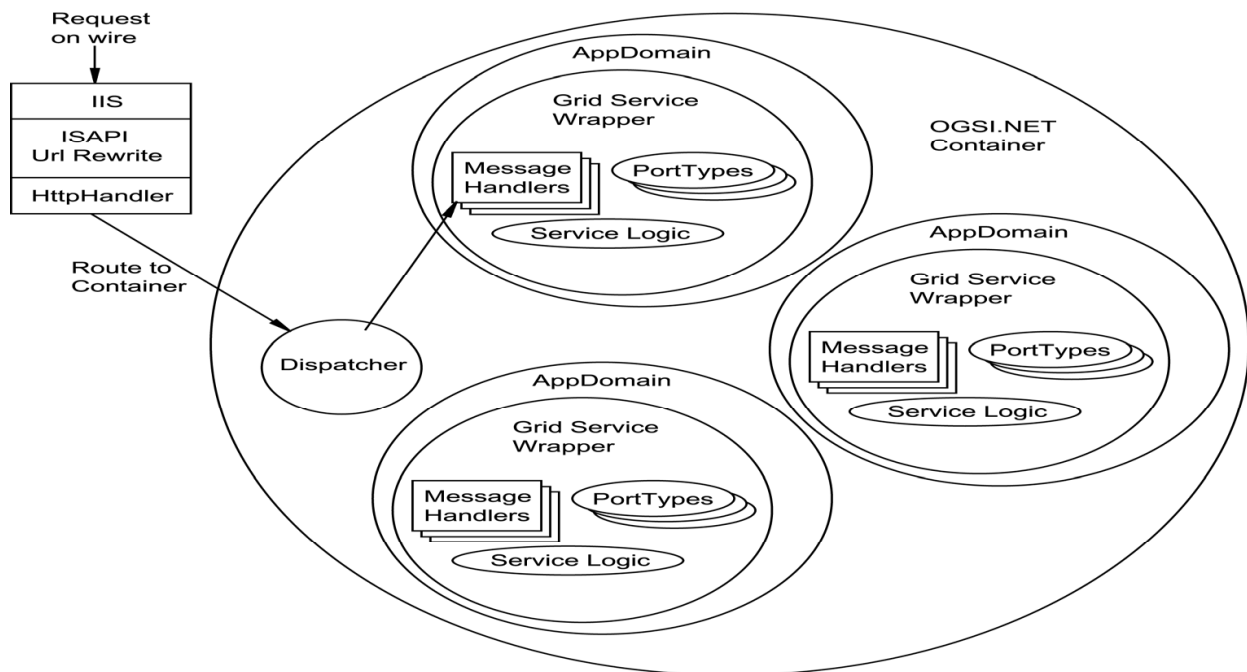 Request
on wire
IIS
ISAPI
Url Rewrite
HttpHandler
Route to
Container
Dispatcher
OGSI.NET
Container
AppDomain
Grid Service
Wrapper
Message
Handlers
PortTypes
Service Logic
AppDomain
Grid Service
Wrapper
Message
Handlers
PortTypes
Service Logic
AppDomain
Grid Service
Wrapper
Message
Handlers
PortTypes
Service Logic